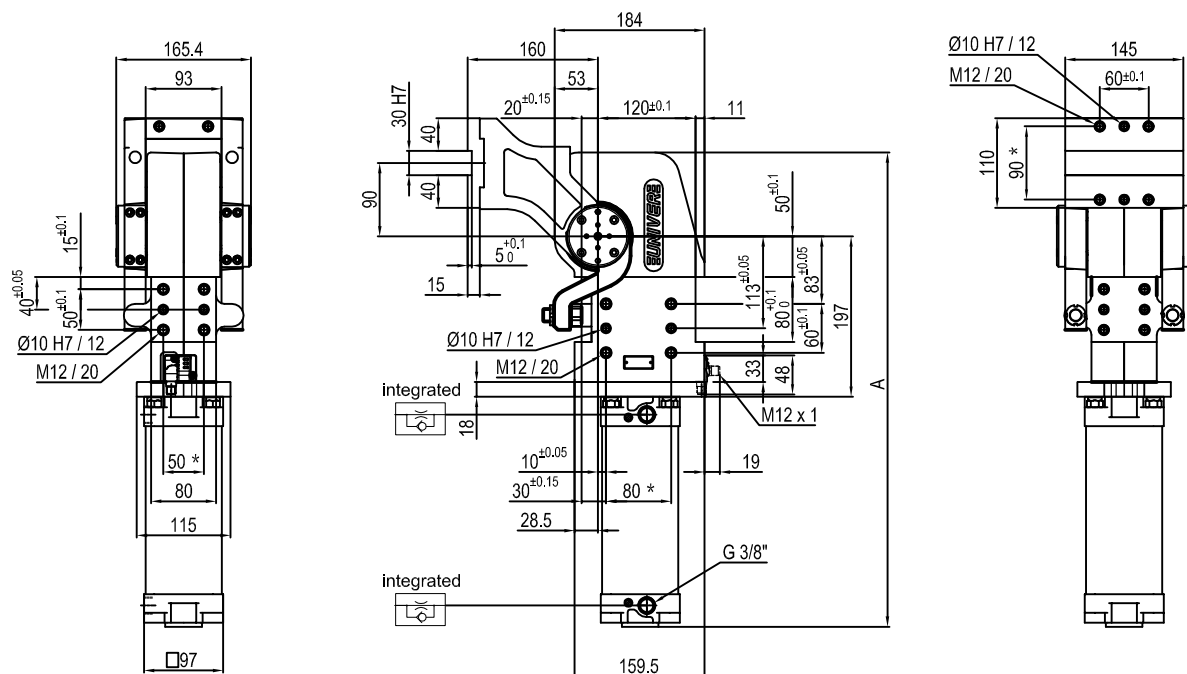 165.4
93
15±0.1
40±0.05
50±0.1
Ø10 H7 / 12
M12 / 20
50 *
80
115
□97
184
160
53
20±0.15
120±0.1
11
30 H7
40
90
40
5 +0.1 0
15
UNIVER
50±0.1
113±0.05
83±0.05
80 +0.1 0
60±0.1
197
33
48
A
Ø10 H7 / 12
M12 / 20
integrated
18
M12 x 1
10±0.05
19
30±0.15
80 *
28.5
G 3/8"
integrated
159.5
Ø10 H7 / 12
M12 / 20
145
60±0.1
110
90 *